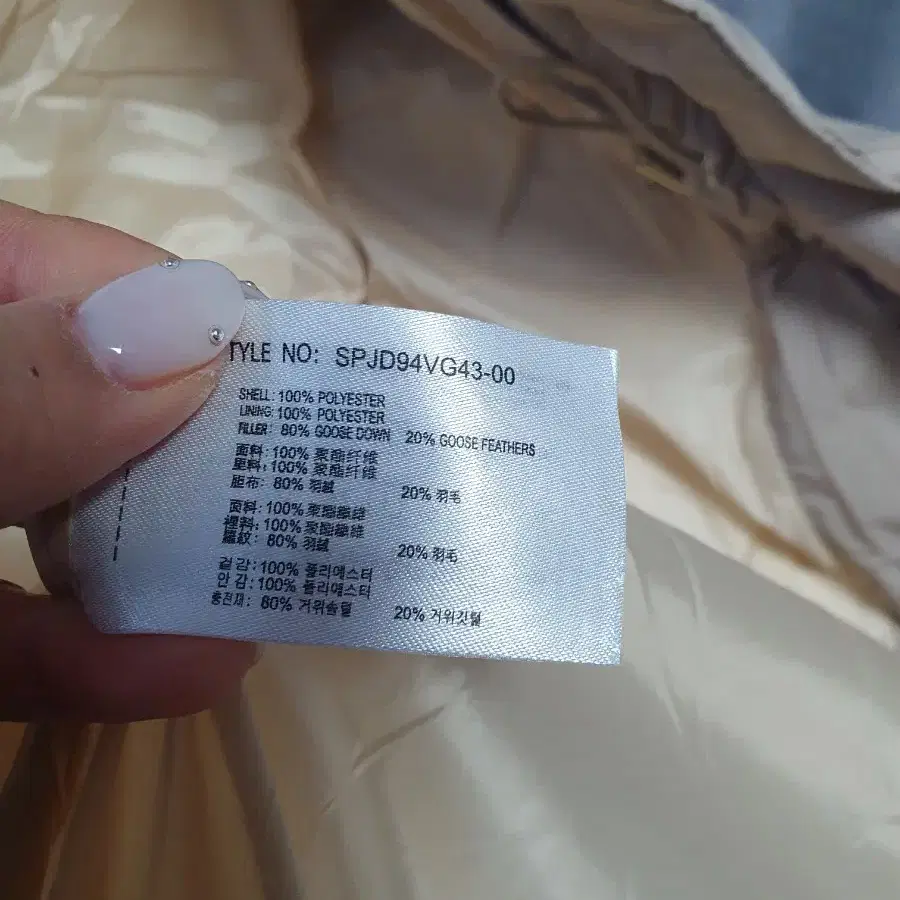 TYLE NO: SPJD94VG43-00
SHELL: 100% POLYESTER
LINING: 100% POLYESTER
FILLER: 80% GOOSE DOWN 20% GOOSE FEATHERS
面料: 100% 聚酯纤维
里料: 100% 聚酯纤维
胆布: 80% 羽绒 20% 羽毛
面料: 100% 聚酯纖維
裡料: 100% 聚酯纖維
羅紋: 80% 羽絨 20% 羽毛
겉 감: 100% 폴리에스터
안 감: 100% 폴리에스터
충전재: 80% 거위솜털 20% 거위깃털